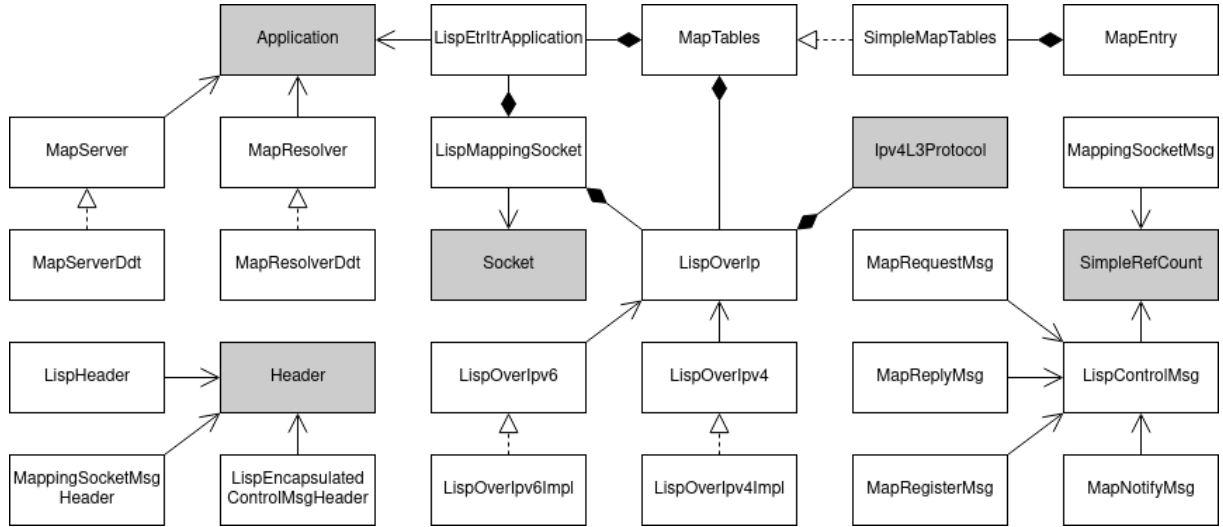 Application
LispEtrItrApplication
MapTables
SimpleMapTables
MapEntry
MapServer
MapResolver
LispMappingSocket
Ipv4L3Protocol
MappingSocketMsg
MapServerDdt
MapResolverDdt
Socket
LispOverIp
MapRequestMsg
SimpleRefCount
LispHeader
Header
LispOverIpv6
LispOverIpv4
MapReplyMsg
LispControlMsg
MappingSocketMsg
Header
LispEncapsulated
ControlMsgHeader
LispOverIpv6Impl
LispOverIpv4Impl
MapRegisterMsg
MapNotifyMsg